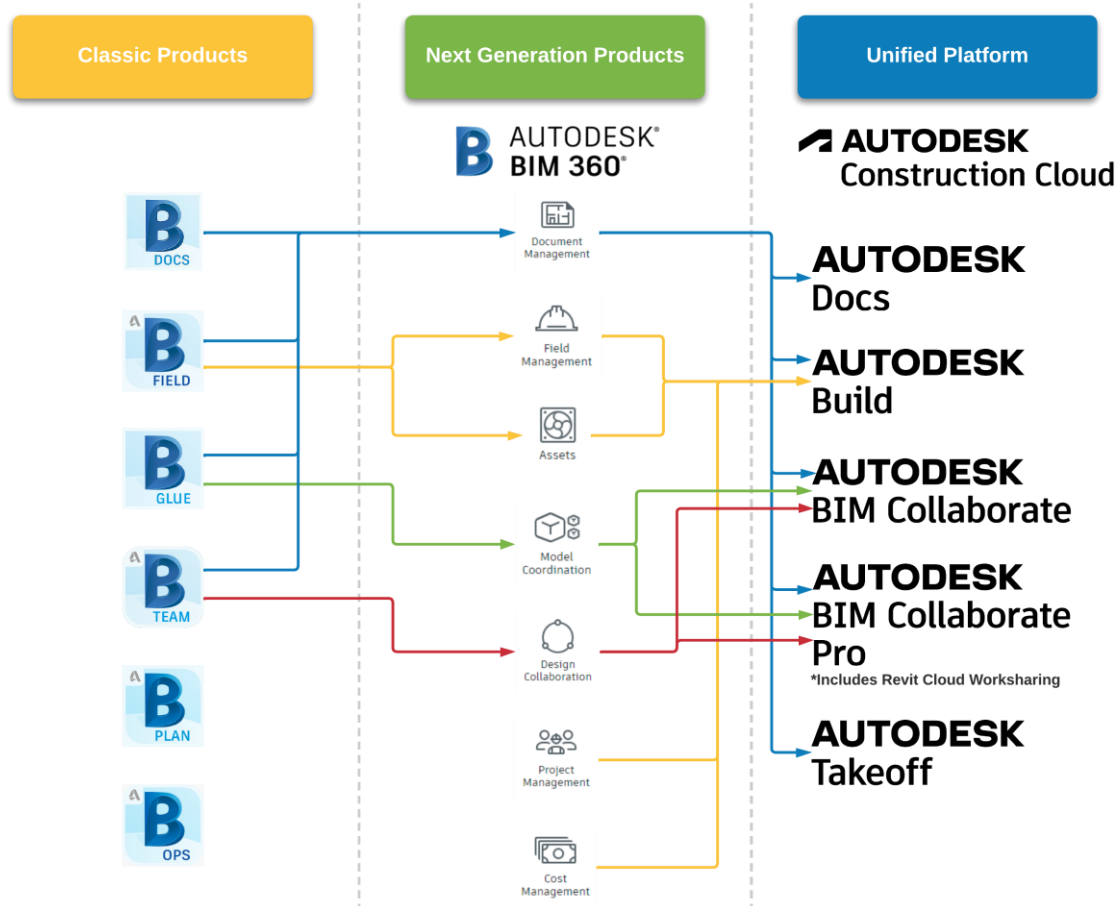 Classic Products
Next Generation Products
Unified Platform
B
AUTODESK®
BIM 360®
AUTODESK
Construction Cloud
B
DOCS
B
FIELD
B
GLUE
B
TEAM
B
PLAN
B
OPS
Document
Management
Field
Management
Assets
Model
Coordination
Design
Collaboration
Project
Management
Cost
Management
AUTODESK
Docs
AUTODESK
Build
AUTODESK
BIM Collaborate
AUTODESK
BIM Collaborate
Pro
*Includes Revit Cloud Worksharing
AUTODESK
Takeoff